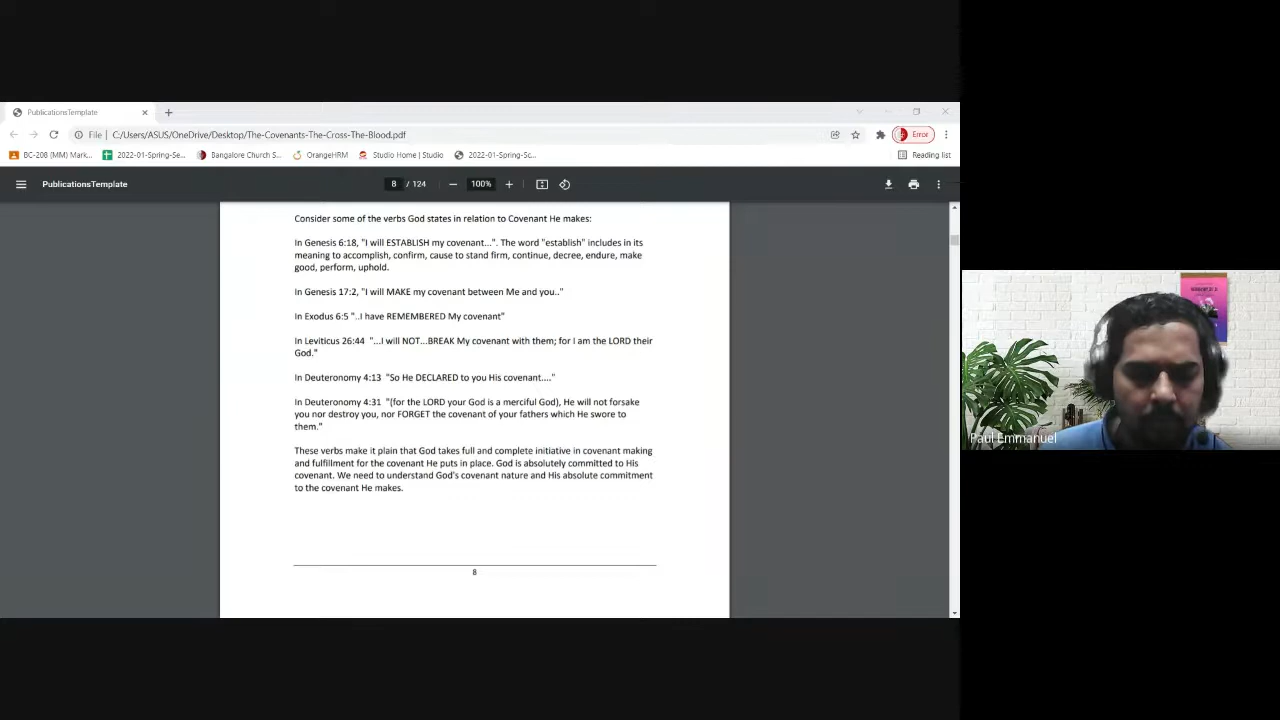 PublicationsTemplate
File C:/Users/ASUS/OneDrive/Desktop/The-Covenants-The-Cross-The-Blood.pdf Error
BC-208 (MM) Mark... 2022-01-Spring-Se... Bangalore Church S... OrangeHRM Studio Home | Studio 2022-01-Spring-Sc... Reading list
PublicationsTemplate 8 / 124 100%
Consider some of the verbs God states in relation to Covenant He makes:
In Genesis 6:18, "I will ESTABLISH my covenant...". The word "establish" includes in its
meaning to accomplish, confirm, cause to stand firm, continue, decree, endure, make
good, perform, uphold.
In Genesis 17:2, "I will MAKE my covenant between Me and you.."
In Exodus 6:5 "..I have REMEMBERED My covenant"
In Leviticus 26:44 "...I will NOT...BREAK My covenant with them; for I am the LORD their
God."
In Deuteronomy 4:13 "So He DECLARED to you His covenant...."
In Deuteronomy 4:31 "(for the LORD your God is a merciful God), He will not forsake
you nor destroy you, nor FORGET the covenant of your fathers which He swore to
them."
These verbs make it plain that God takes full and complete initiative in covenant making
and fulfillment for the covenant He puts in place. God is absolutely committed to His
covenant. We need to understand God's covenant nature and His absolute commitment
to the covenant He makes.
8
Paul Emmanuel